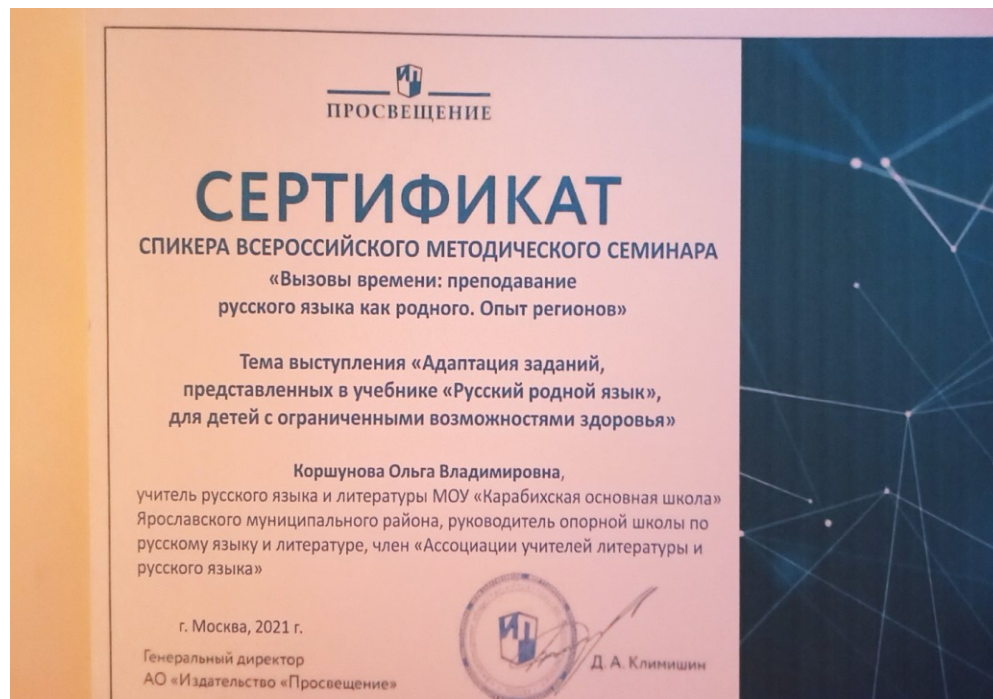 ПРОСВЕЩЕНИЕ
СЕРТИФИКАТ
СПИКЕРА ВСЕРОССИЙСКОГО МЕТОДИЧЕСКОГО СЕМИНАРА
«Вызовы времени: преподавание
русского языка как родного. Опыт регионов»
Тема выступления «Адаптация заданий,
представленных в учебнике «Русский родной язык»,
для детей с ограниченными возможностями здоровья»
Коршунова Ольга Владимировна,
учитель русского языка и литературы МОУ «Карабихская основная школа»
Ярославского муниципального района, руководитель опорной школы по
русскому языку и литературе, член «Ассоциации учителей литературы и
русского языка»
г. Москва, 2021 г.
Генеральный директор
АО «Издательство «Просвещение»
Д. А. Климишин